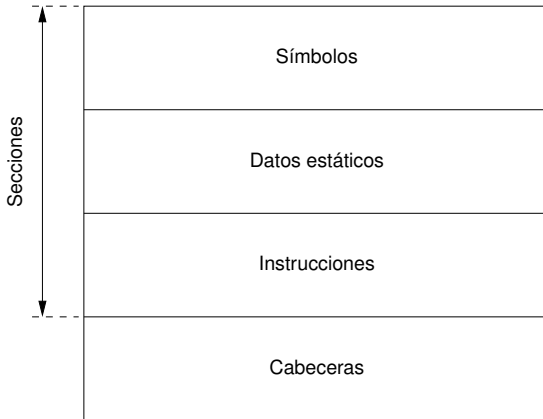 Secciones
Símbolos
Datos estáticos
Instrucciones
Cabeceras